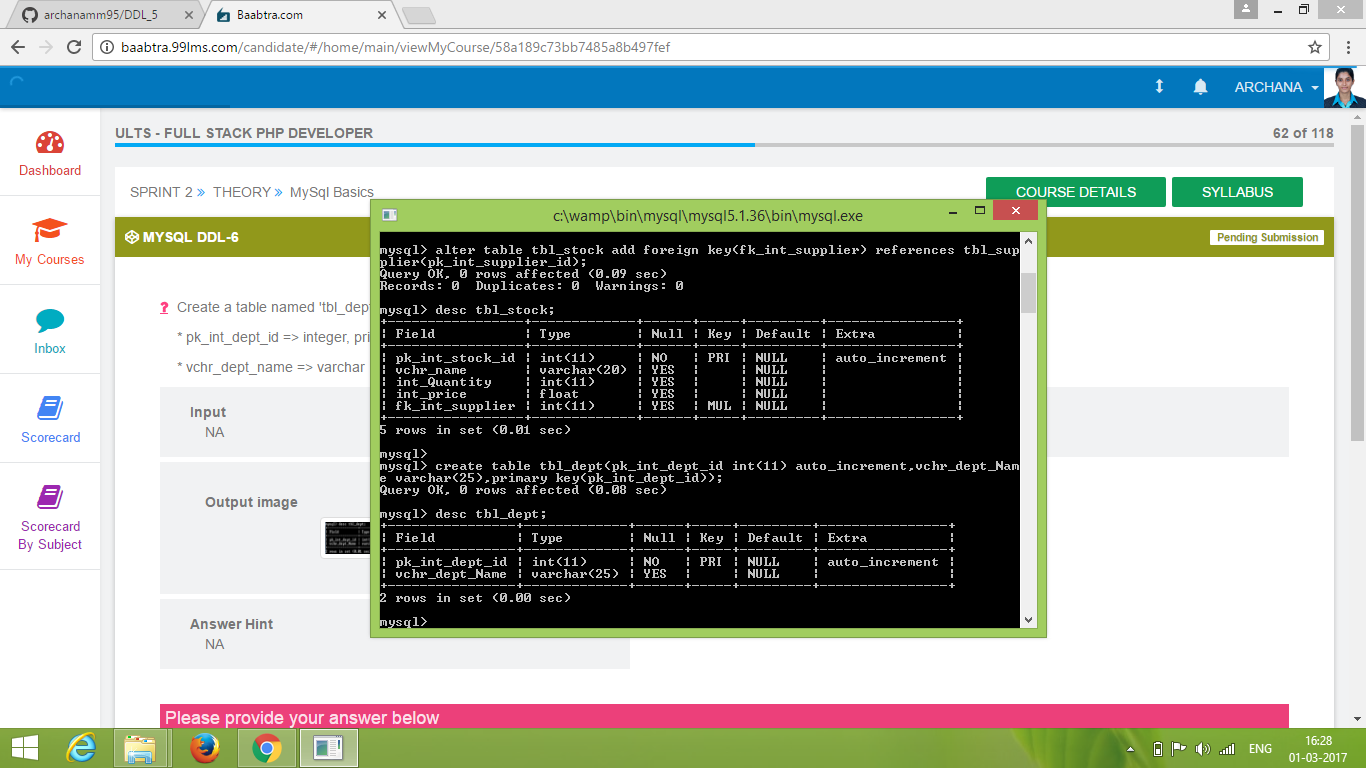 archanamm95/DDL_5
Baabtra.com
baabtra.99lms.com/candidate/#/home/main/viewMyCourse/58a189c73bb7485a8b497fef
ARCHANA
Dashboard
My Courses
Inbox
Scorecard
Scorecard
By Subject
ULTS - FULL STACK PHP DEVELOPER
62 of 118
SPRINT 2 » THEORY » MySql Basics
COURSE DETAILS
SYLLABUS
MYSQL DDL-6
Pending Submission
? Create a table named 'tbl_dept
* pk_int_dept_id => integer, pri
* vchr_dept_name => varchar
Input
NA
Output image
Answer Hint
NA
Please provide your answer below
c:\wamp\bin\mysql\mysql5.1.36\bin\mysql.exe
mysql> alter table tbl_stock add foreign key(fk_int_supplier) references tbl_sup
plier(pk_int_supplier_id);
Query OK, 0 rows affected (0.09 sec)
Records: 0  Duplicates: 0  Warnings: 0
mysql> desc tbl_stock;
+-----------------+-------------+------+-----+---------+----------------+
| Field           | Type        | Null | Key | Default | Extra          |
+-----------------+-------------+------+-----+---------+----------------+
| pk_int_stock_id | int(11)     | NO   | PRI | NULL    | auto_increment |
| vchr_name       | varchar(20) | YES  |     | NULL    |                |
| int_Quantity    | int(11)     | YES  |     | NULL    |                |
| int_price       | float       | YES  |     | NULL    |                |
| fk_int_supplier | int(11)     | YES  | MUL | NULL    |                |
+-----------------+-------------+------+-----+---------+----------------+
5 rows in set (0.01 sec)
mysql>
mysql> create table tbl_dept(pk_int_dept_id int(11) auto_increment,vchr_dept_Nam
e varchar(25),primary key(pk_int_dept_id));
Query OK, 0 rows affected (0.08 sec)
mysql> desc tbl_dept;
+----------------+-------------+------+-----+---------+----------------+
| Field          | Type        | Null | Key | Default | Extra          |
+----------------+-------------+------+-----+---------+----------------+
| pk_int_dept_id | int(11)     | NO   | PRI | NULL    | auto_increment |
| vchr_dept_Name | varchar(25) | YES  |     | NULL    |                |
+----------------+-------------+------+-----+---------+----------------+
2 rows in set (0.00 sec)
mysql>
ENG
16:28
01-03-2017